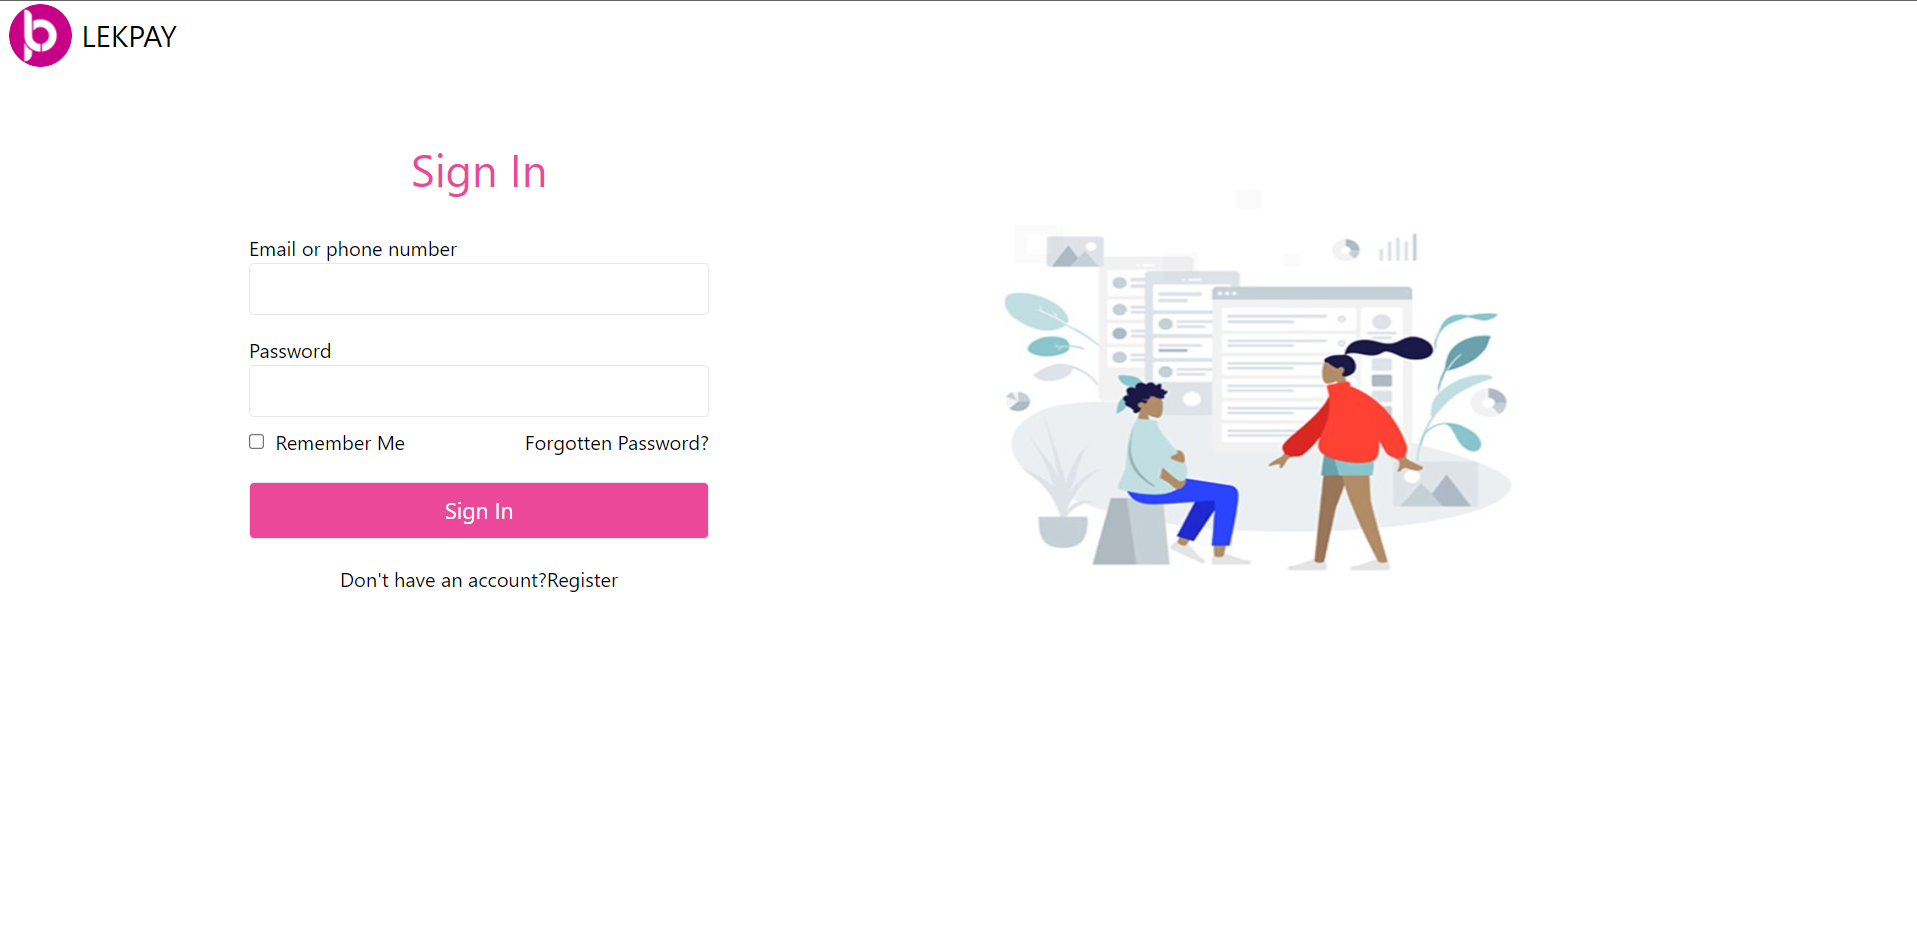 LEKPAY
Sign In
Email or phone number
Password
Remember Me Forgotten Password?
Sign In
Don't have an account?Register